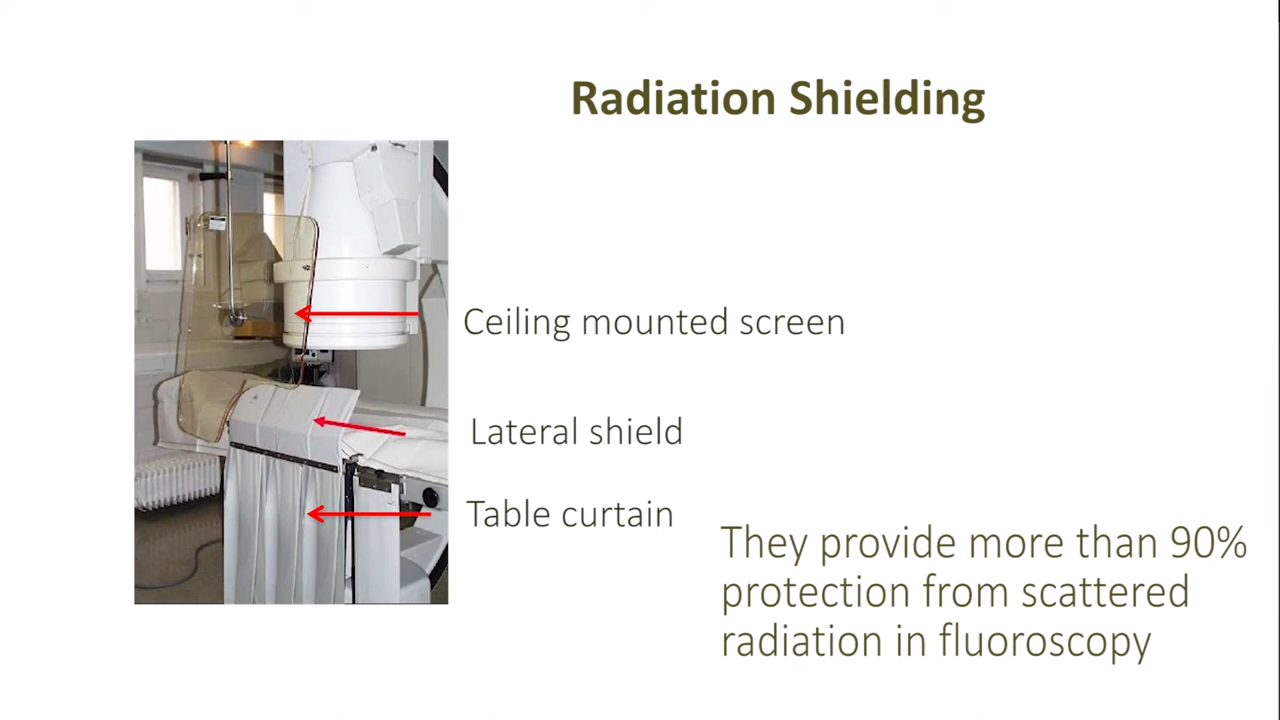 Radiation Shielding
Ceiling mounted screen
Lateral shield
Table curtain
They provide more than 90%
protection from scattered
radiation in fluoroscopy